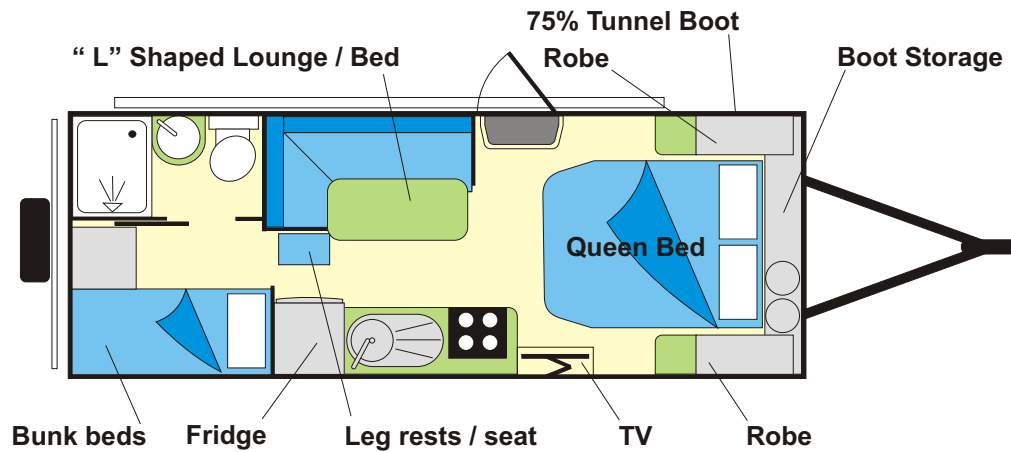 75% Tunnel Boot
“ L” Shaped Lounge / Bed
Robe
Boot Storage
Queen Bed
Bunk beds
Fridge
Leg rests / seat
TV
Robe